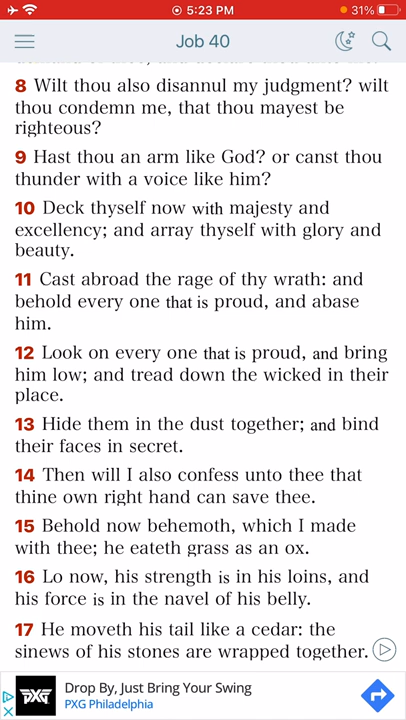 5:23 PM
31%
Job 40
8 Wilt thou also disannul my judgment? wilt
thou condemn me, that thou mayest be
righteous?
9 Hast thou an arm like God? or canst thou
thunder with a voice like him?
10 Deck thyself now with majesty and
excellency; and array thyself with glory and
beauty.
11 Cast abroad the rage of thy wrath: and
behold every one that is proud, and abase
him.
12 Look on every one that is proud, and bring
him low; and tread down the wicked in their
place.
13 Hide them in the dust together; and bind
their faces in secret.
14 Then will I also confess unto thee that
thine own right hand can save thee.
15 Behold now behemoth, which I made
with thee; he eateth grass as an ox.
16 Lo now, his strength is in his loins, and
his force is in the navel of his belly.
17 He moveth his tail like a cedar: the
sinews of his stones are wrapped together.
PXG
Drop By, Just Bring Your Swing
PXG Philadelphia